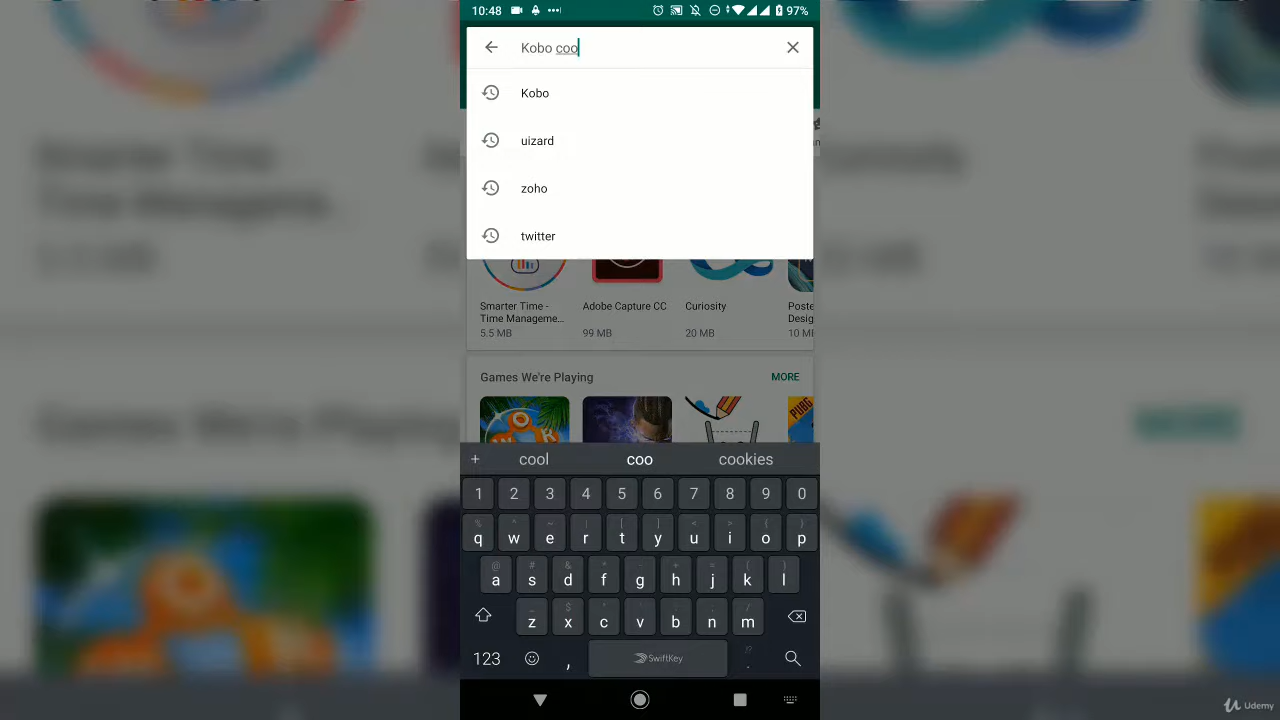 10:48
97%
Kobo coo
Kobo
uizard
zoho
twitter
Smarter Time -
Time Manageme...
5.5 MB
Adobe Capture CC
99 MB
Curiosity
20 MB
Poste
Desig
10 M
Games We're Playing
MORE
PUBG
+ cool coo cookies
1 2 3 4 5 6 7 8 9 0
q w e r t y u i o p
a s d f g h j k l
z x c v b n m
123 , SwiftKey .
Udemy